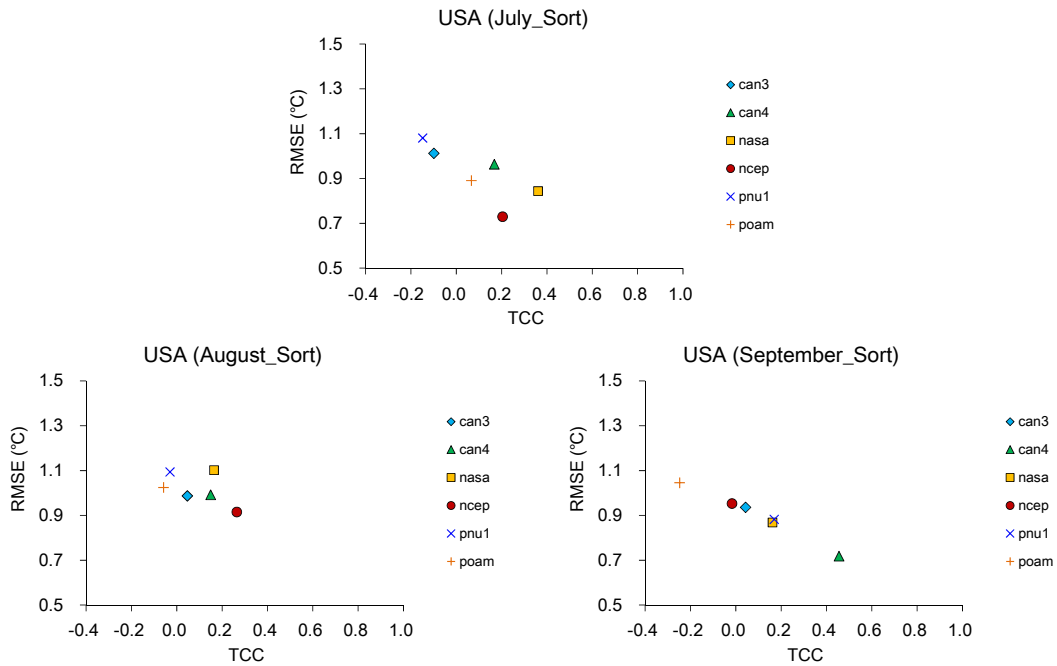 USA (July_Sort)
RMSE (°C)
1.5
1.3
1.1
0.9
0.7
0.5
-0.4 -0.2 0.0 0.2 0.4 0.6 0.8 1.0
TCC
can3
can4
nasa
ncep
pnu1
poam
USA (August_Sort)
RMSE (°C)
1.5
1.3
1.1
0.9
0.7
0.5
-0.4 -0.2 0.0 0.2 0.4 0.6 0.8 1.0
TCC
can3
can4
nasa
ncep
pnu1
poam
USA (September_Sort)
RMSE (°C)
1.5
1.3
1.1
0.9
0.7
0.5
-0.4 -0.2 0.0 0.2 0.4 0.6 0.8 1.0
TCC
can3
can4
nasa
ncep
pnu1
poam